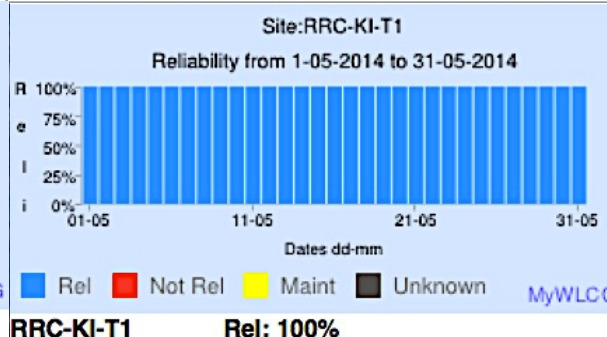 Site:RRC-KI-T1
Reliability from 1-05-2014 to 31-05-2014
R e l i
100%
75%
50%
25%
0%
01-05 11-05 21-05 31-05
Dates dd-mm
Rel Not Rel Maint Unknown
RRC-KI-T1 Rel: 100%